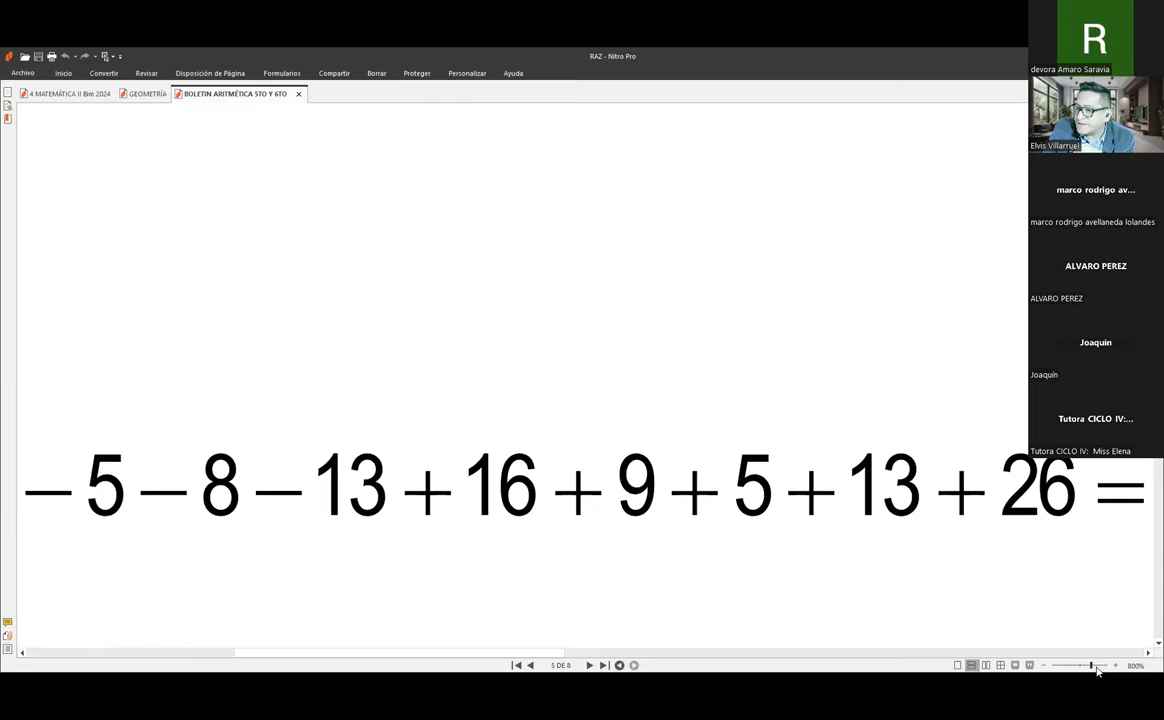 RAZ - Nitro Pro
Archivo Inicio Convertir Revisar Disposición de Página Formularios Compartir Borrar Proteger Personalizar Ayuda
4 MATEMÁTICA II Bim 2024 GEOMETRÍA BOLETIN ARITMÉTICA 5TO Y 6TO
− 5 − 8 − 13 + 16 + 9 + 5 + 13 + 26 =
5 DE 8
800%
R
devora Amaro Saravia
Elvis Villarruel
marco rodrigo av...
marco rodrigo avellaneda lolandes
ALVARO PEREZ
ALVARO PEREZ
Joaquín
Joaquín
Tutora CICLO IV:...
Tutora CICLO IV: Miss Elena